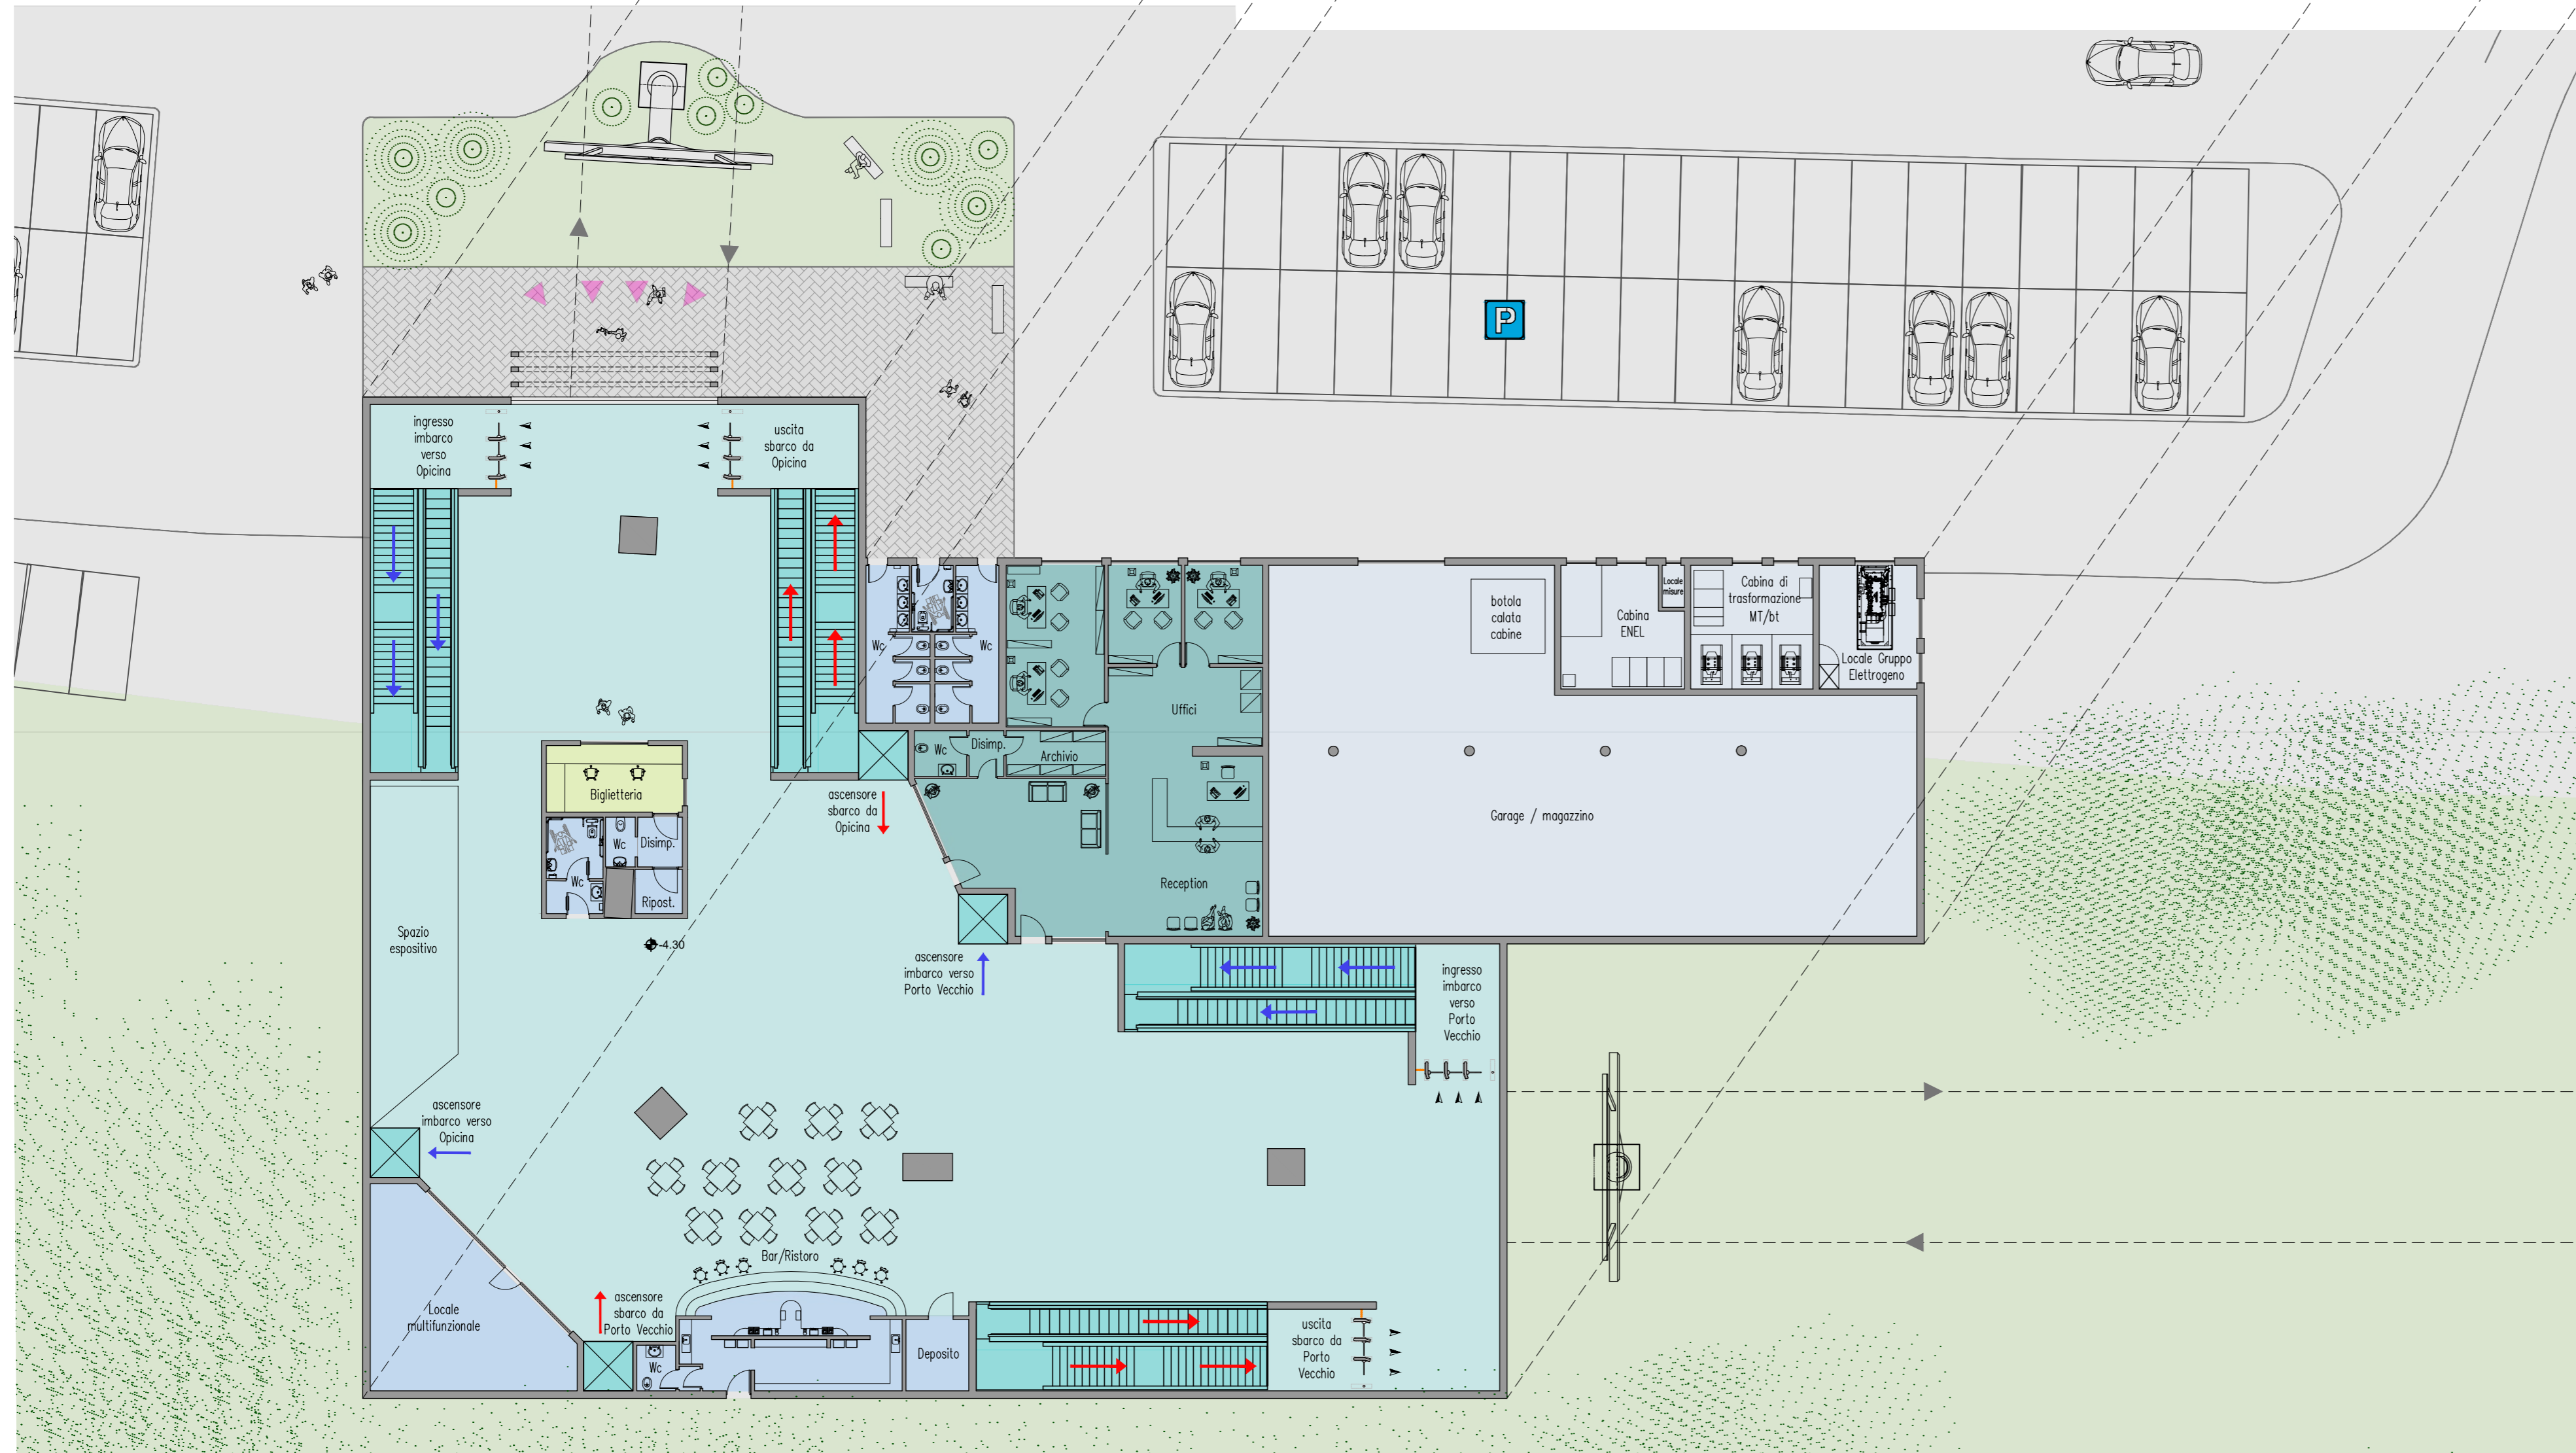 P
ingresso
imbarco
verso
Opicina
uscita
sbarco da
Opicina
Wc
Wc
Uffici
Wc
Disimp.
Archivio
botola
calata
cabine
Cabina
ENEL
Locale
misure
Cabina di
trasformazione
MT/bt
Locale Gruppo
Elettrogeno
Biglietteria
Wc
Disimp.
Wc
Ripost.
ascensore
sbarco da
Opicina
Garage / magazzino
Reception
Spazio
espositivo
-4.30
ascensore
imbarco verso
Porto Vecchio
ingresso
imbarco
verso
Porto
Vecchio
ascensore
imbarco verso
Opicina
Bar/Ristoro
Locale
multifunzionale
ascensore
sbarco da
Porto Vecchio
Wc
Deposito
uscita
sbarco da
Porto
Vecchio